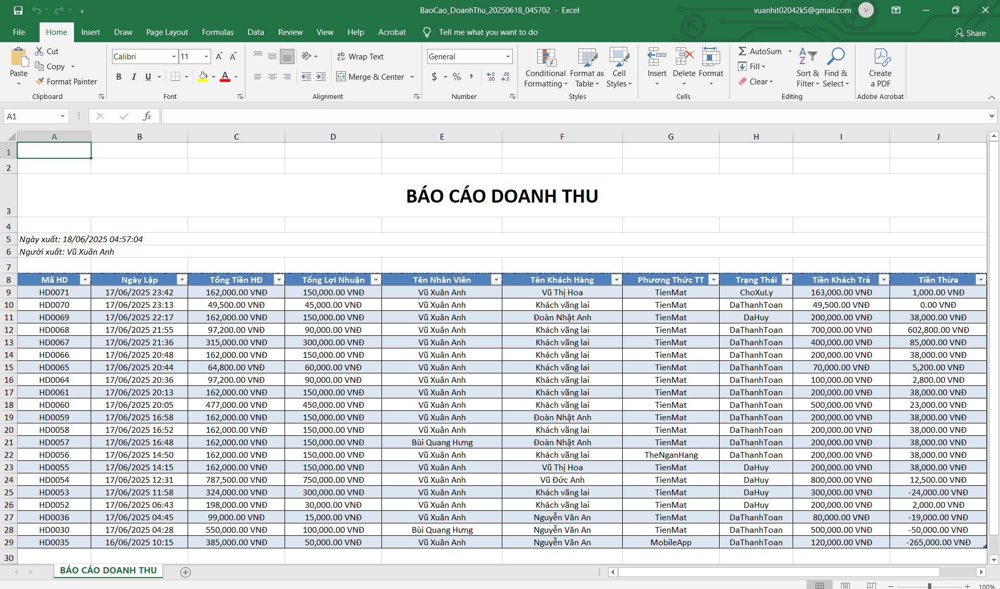 BaoCao_DoanhThu_20250618_045702 - Excel
vuanhit02042k5@gmail.com V
File Home Insert Draw Page Layout Formulas Data Review View Help Acrobat Tell me what you want to do Share
Paste
Cut
Copy
Format Painter
Clipboard
Calibri 11
B I U
Font
Wrap Text
Merge & Center
Alignment
General
$ % ,
Number
Conditional Formatting
Format as Table
Cell Styles
Styles
Insert Delete Format
Cells
AutoSum
Fill
Clear
Sort & Filter
Find & Select
Editing
Create a PDF
Adobe Acrobat
A1 fx
A B C D E F G H I J
1
2
3 BÁO CÁO DOANH THU
4
5 Ngày xuất: 18/06/2025 04:57:04
6 Người xuất: Vũ Xuân Anh
7
8 Mã HD Ngày Lập Tổng Tiền HĐ Tổng Lợi Nhuận Tên Nhân Viên Tên Khách Hàng Phương Thức TT Trạng Thái Tiền Khách Trả Tiền Thừa
9 HD0071 17/06/2025 23:42 162,000.00 VNĐ 150,000.00 VNĐ Vũ Xuân Anh Vũ Thị Hoa TienMat ChoXuLy 163,000.00 VNĐ 1,000.00 VNĐ
10 HD0070 17/06/2025 23:13 49,500.00 VNĐ 45,000.00 VNĐ Vũ Xuân Anh Khách vãng lai TienMat DaThanhToan 49,500.00 VNĐ 0.00 VNĐ
11 HD0069 17/06/2025 22:17 162,000.00 VNĐ 150,000.00 VNĐ Vũ Xuân Anh Đoàn Nhật Anh TienMat DaHuy 200,000.00 VNĐ 38,000.00 VNĐ
12 HD0068 17/06/2025 21:55 97,200.00 VNĐ 90,000.00 VNĐ Vũ Xuân Anh Khách vãng lai TienMat DaThanhToan 700,000.00 VNĐ 602,800.00 VNĐ
13 HD0067 17/06/2025 21:36 315,000.00 VNĐ 300,000.00 VNĐ Vũ Xuân Anh Khách vãng lai TienMat DaThanhToan 400,000.00 VNĐ 85,000.00 VNĐ
14 HD0066 17/06/2025 20:48 162,000.00 VNĐ 150,000.00 VNĐ Vũ Xuân Anh Khách vãng lai TienMat DaThanhToan 200,000.00 VNĐ 38,000.00 VNĐ
15 HD0065 17/06/2025 20:44 64,800.00 VNĐ 60,000.00 VNĐ Vũ Xuân Anh Khách vãng lai TienMat DaThanhToan 70,000.00 VNĐ 5,200.00 VNĐ
16 HD0064 17/06/2025 20:36 97,200.00 VNĐ 90,000.00 VNĐ Vũ Xuân Anh Khách vãng lai TienMat DaThanhToan 100,000.00 VNĐ 2,800.00 VNĐ
17 HD0061 17/06/2025 20:13 162,000.00 VNĐ 150,000.00 VNĐ Vũ Xuân Anh Khách vãng lai TienMat DaThanhToan 200,000.00 VNĐ 38,000.00 VNĐ
18 HD0060 17/06/2025 20:05 477,000.00 VNĐ 450,000.00 VNĐ Vũ Xuân Anh Khách vãng lai TienMat DaThanhToan 500,000.00 VNĐ 23,000.00 VNĐ
19 HD0059 17/06/2025 16:58 162,000.00 VNĐ 150,000.00 VNĐ Vũ Xuân Anh Đoàn Nhật Anh TienMat DaThanhToan 200,000.00 VNĐ 38,000.00 VNĐ
20 HD0058 17/06/2025 16:52 162,000.00 VNĐ 150,000.00 VNĐ Vũ Xuân Anh Khách vãng lai TienMat DaThanhToan 200,000.00 VNĐ 38,000.00 VNĐ
21 HD0057 17/06/2025 16:48 162,000.00 VNĐ 150,000.00 VNĐ Bùi Quang Hưng Đoàn Nhật Anh TienMat DaThanhToan 200,000.00 VNĐ 38,000.00 VNĐ
22 HD0056 17/06/2025 14:50 162,000.00 VNĐ 150,000.00 VNĐ Vũ Xuân Anh Khách vãng lai TheNganHang DaThanhToan 200,000.00 VNĐ 38,000.00 VNĐ
23 HD0055 17/06/2025 14:15 162,000.00 VNĐ 150,000.00 VNĐ Vũ Xuân Anh Vũ Thị Hoa TienMat DaHuy 200,000.00 VNĐ 38,000.00 VNĐ
24 HD0054 17/06/2025 12:31 787,500.00 VNĐ 750,000.00 VNĐ Vũ Xuân Anh Vũ Đức Anh TienMat DaHuy 800,000.00 VNĐ 12,500.00 VNĐ
25 HD0053 17/06/2025 11:58 324,000.00 VNĐ 300,000.00 VNĐ Vũ Xuân Anh Khách vãng lai TienMat DaHuy 300,000.00 VNĐ -24,000.00 VNĐ
26 HD0052 17/06/2025 06:43 198,000.00 VNĐ 30,000.00 VNĐ Vũ Xuân Anh Khách vãng lai TienMat DaHuy 200,000.00 VNĐ 2,000.00 VNĐ
27 HD0036 17/06/2025 04:45 99,000.00 VNĐ 15,000.00 VNĐ Vũ Xuân Anh Nguyễn Văn An TienMat DaThanhToan 80,000.00 VNĐ -19,000.00 VNĐ
28 HD0030 17/06/2025 04:28 550,000.00 VNĐ 100,000.00 VNĐ Bùi Quang Hưng Nguyễn Văn An TienMat DaThanhToan 500,000.00 VNĐ -50,000.00 VNĐ
29 HD0035 16/06/2025 10:15 385,000.00 VNĐ 50,000.00 VNĐ Vũ Xuân Anh Nguyễn Văn An MobileApp DaThanhToan 120,000.00 VNĐ -265,000.00 VNĐ
30
BÁO CÁO DOANH THU
100%